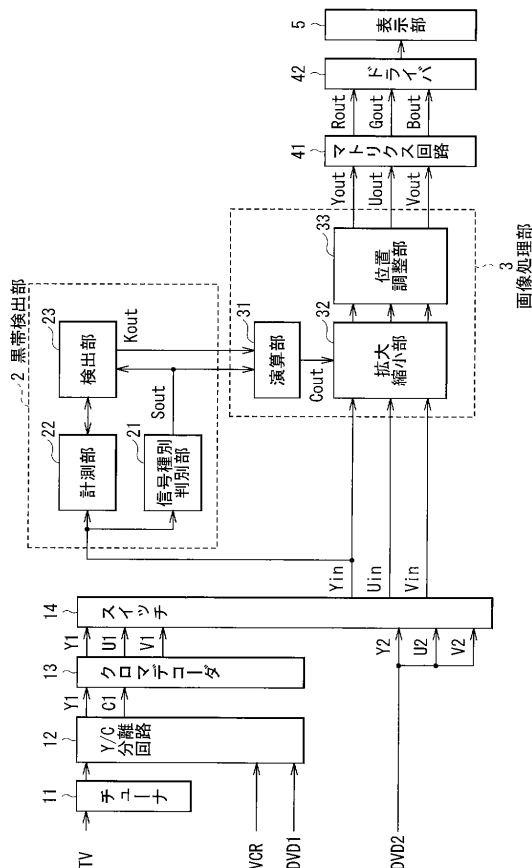 TV
VCR
DVD1
DVD2
11
チューナ
12
Y/C
分離
回路
Y1
C1
13
クロマデコーダ
Y1
U1
V1
Y2
U2
V2
14
スイッチ
Yin
Uin
Vin
2 黒帯検出部
22
計測部
23
検出部
21
信号種別
判別部
Sout
Kout
31
演算部
Cout
32
拡大
縮小部
33
位置
調整部
3
画像処理部
Yout
Uout
Vout
41
マトリクス回路
Rout
Gout
Bout
42
ドライバ
5
表示部